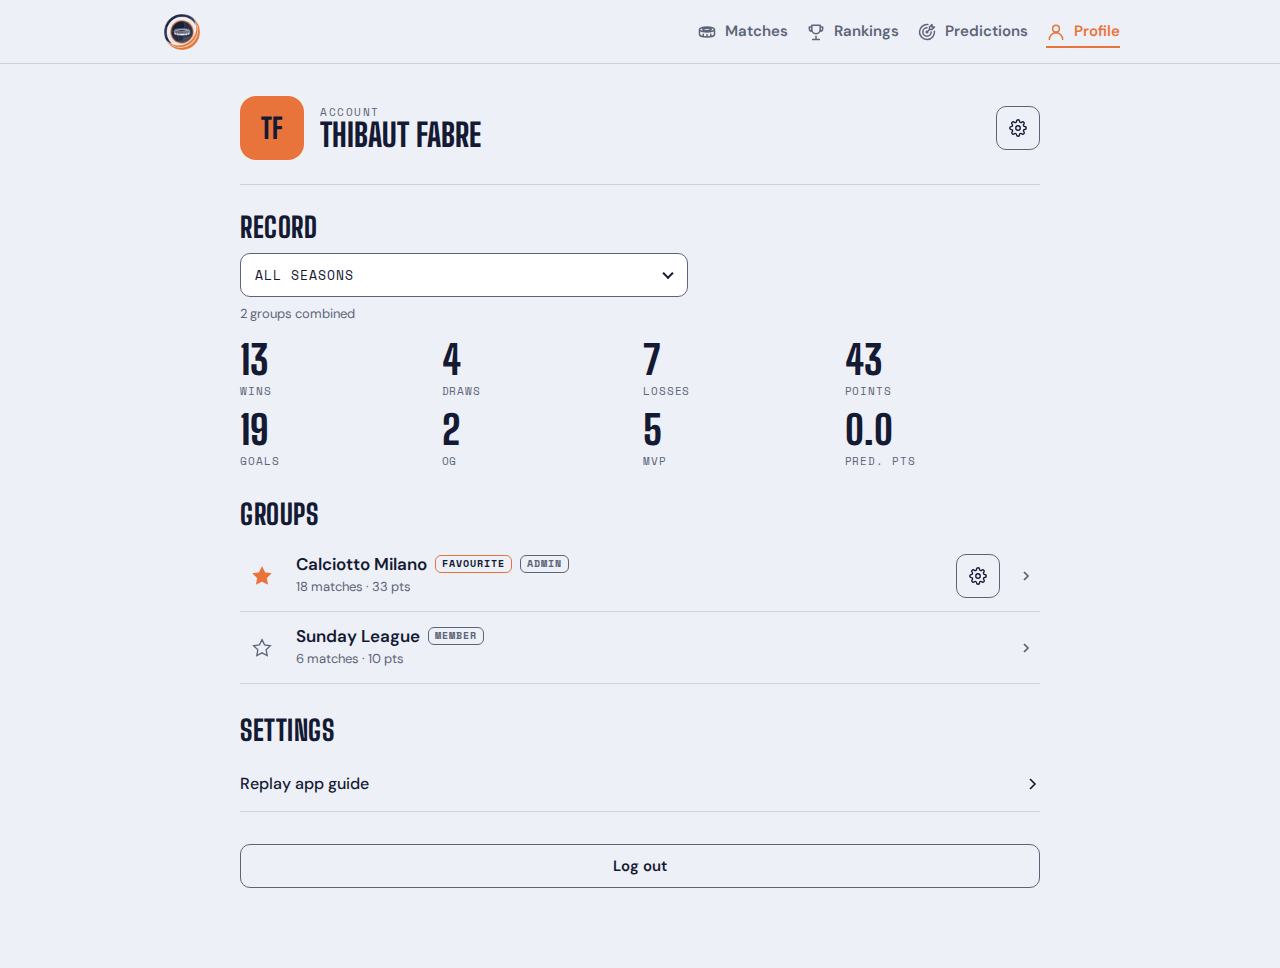 Matches Rankings Predictions Profile
TF
ACCOUNT
THIBAUT FABRE
RECORD
ALL SEASONS
2 groups combined
13 4 7 43
WINS DRAWS LOSSES POINTS
19 2 5 0.0
GOALS OG MVP PRED. PTS
GROUPS
Calciotto Milano FAVOURITE ADMIN
18 matches · 33 pts
Sunday League MEMBER
6 matches · 10 pts
SETTINGS
Replay app guide
Log out